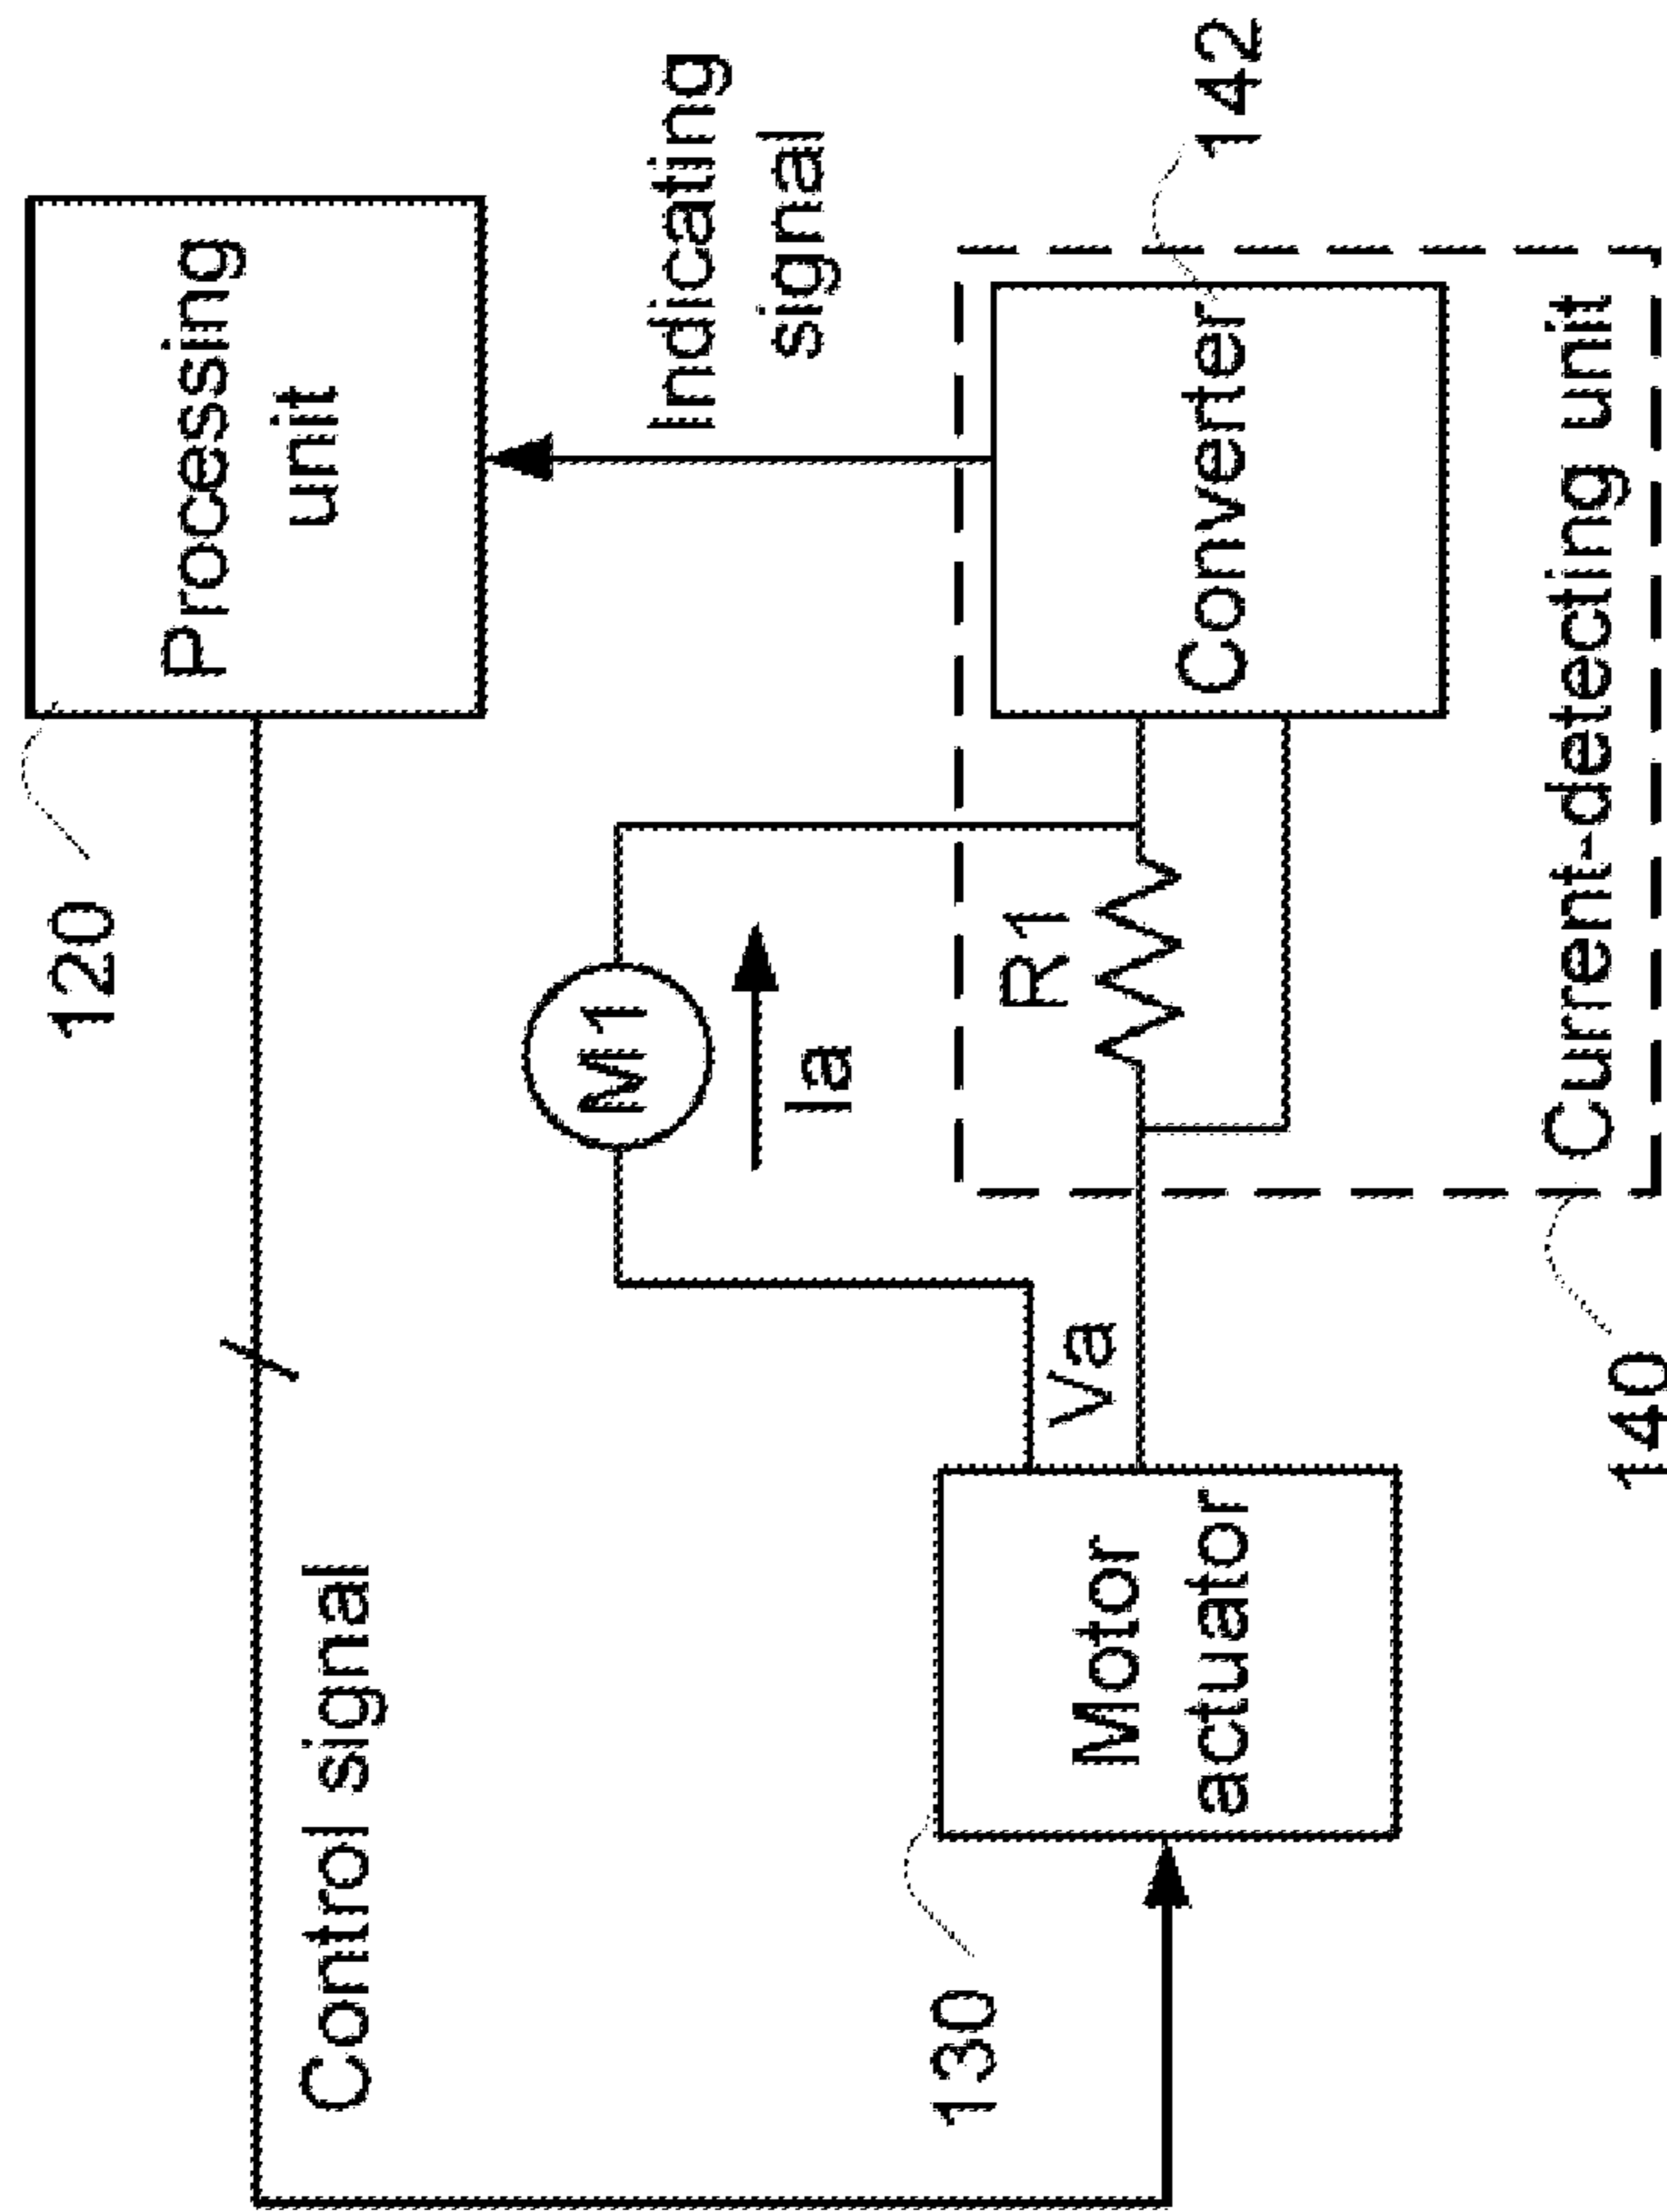 120
Processing
unit
Control signal
M1
Ia
Indicating
signal
130
Motor
actuator
Va
R1
Converter
142
Current-detecting unit
140